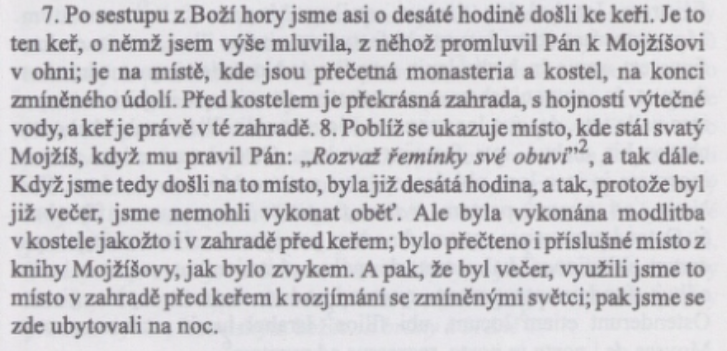 7. Po sestupu z Boží hory jsme asi o desáté hodině došli ke keři. Je to
ten keř, o němž jsem výše mluvila, z něhož promluvil Pán k Mojžíšovi
v ohni; je na místě, kde jsou přečetná monasteria a kostel, na konci
zmíněného údolí. Před kostelem je překrásná zahrada, s hojností výtečné
vody, a keř je právě v té zahradě. 8. Poblíž se ukazuje místo, kde stál svatý
Mojžíš, když mu pravil Pán: „Rozvaž řemínky své obuvi"², a tak dále.
Když jsme tedy došli na to místo, byla již desátá hodina, a tak, protože byl
již večer, jsme nemohli vykonat oběť. Ale byla vykonána modlitba
v kostele jakožto i v zahradě před keřem; bylo přečteno i příslušné místo z
knihy Mojžíšovy, jak bylo zvykem. A pak, že byl večer, využili jsme to
místo v zahradě před keřem k rozjímání se zmíněnými světci; pak jsme se
zde ubytovali na noc.